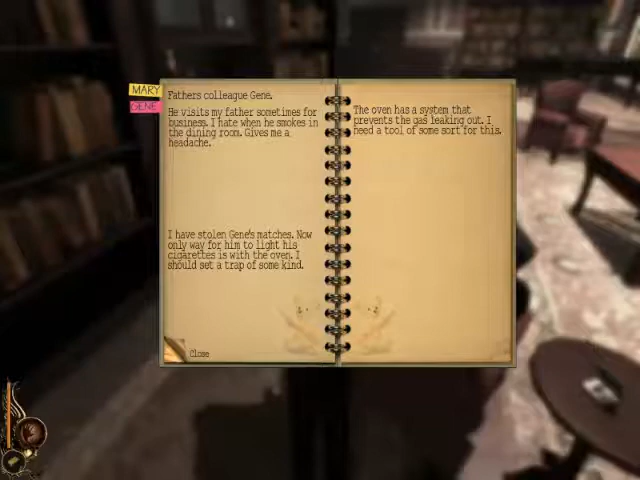 MARY
GENE
Fathers colleague Gene.
He visits my father sometimes for
business. I hate when he smokes in
the dining room. Gives me a
headache.
I have stolen Gene's matches. Now
only way for him to light his
cigarettes is with the oven. I
should set a trap of some kind.
Close
The oven has a system that
prevents the gas leaking out. I
need a tool of some sort for this.